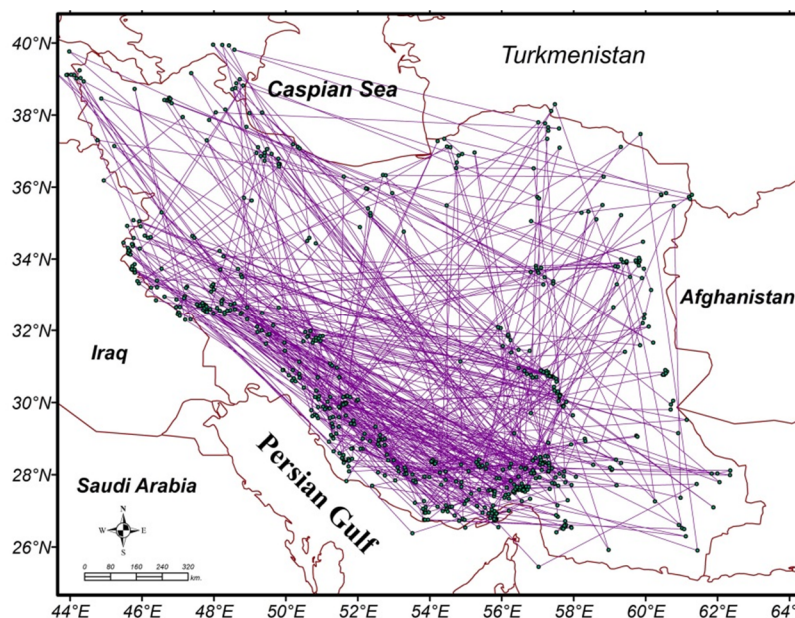 40°N
Turkmenistan
Caspian Sea
38°N
36°N
34°N
Afghanistan
32°N
Iraq
30°N
Persian Gulf
28°N
Saudi Arabia
N
W E
S
26°N
0 80 160 240 320
km.
44°E 46°E 48°E 50°E 52°E 54°E 56°E 58°E 60°E 62°E 64°